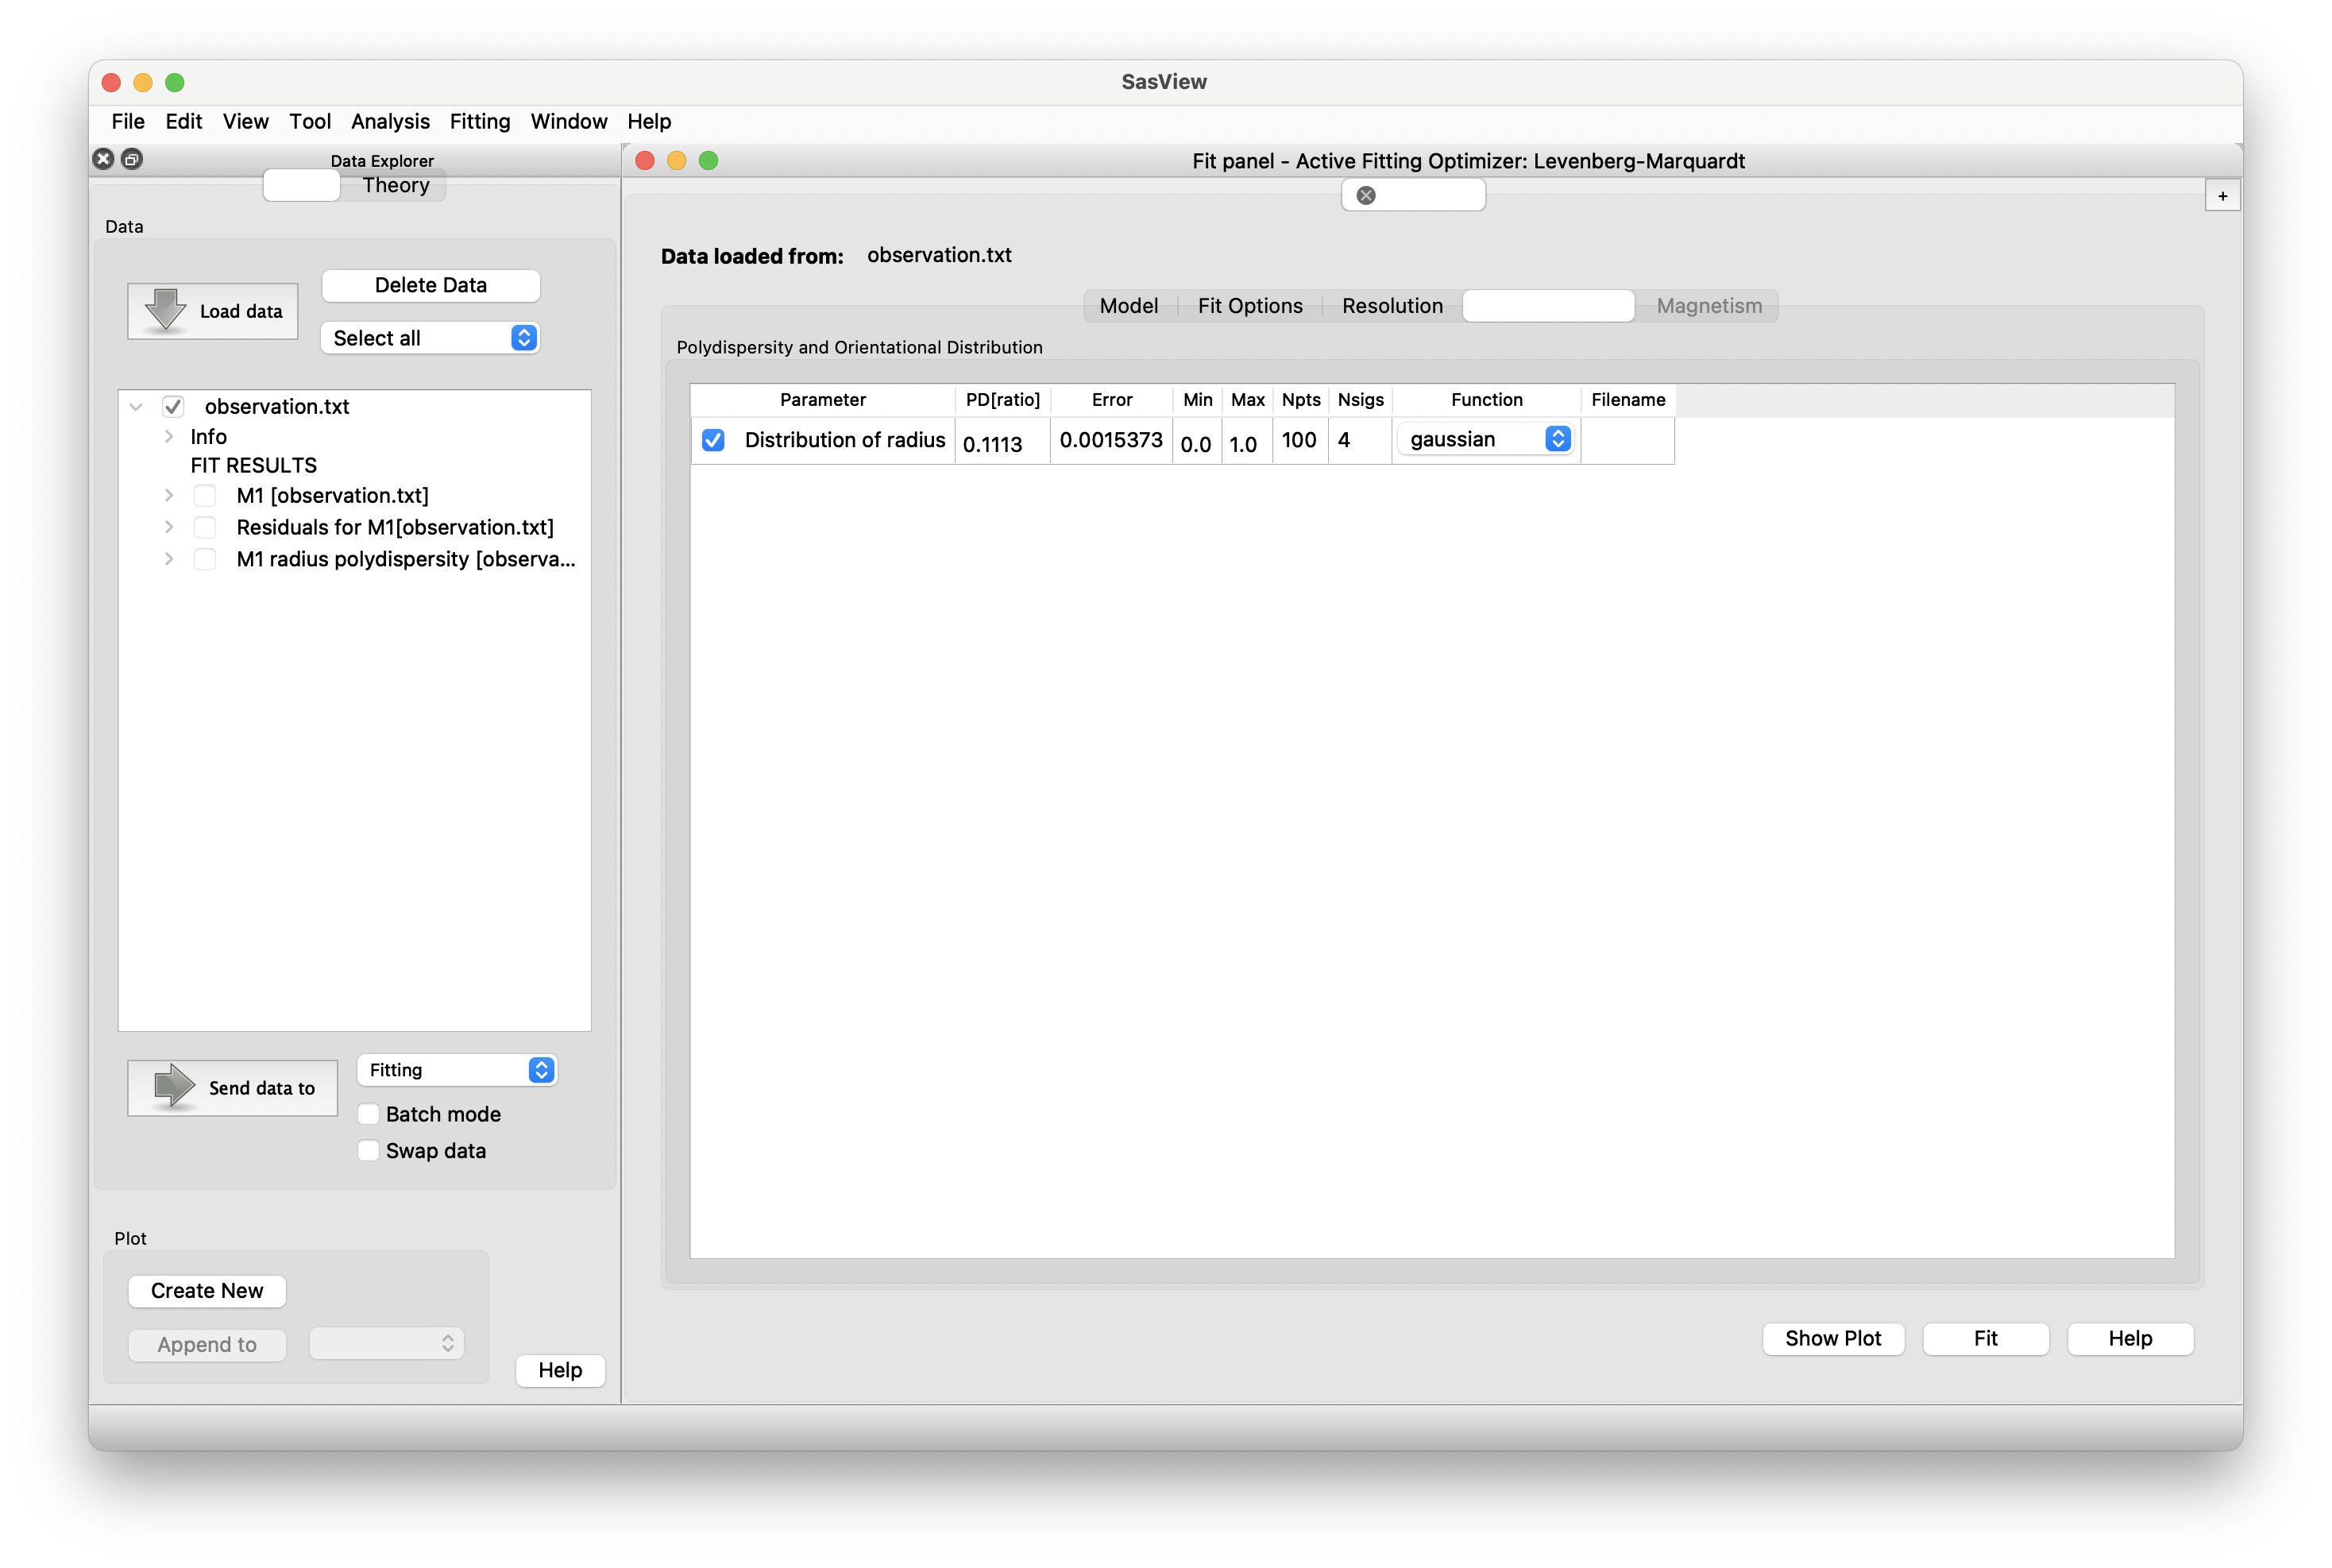 SasView
File Edit View Tool Analysis Fitting Window Help
Data Explorer
Theory
Data
Load data
Delete Data
Select all
observation.txt
Info
FIT RESULTS
M1 [observation.txt]
Residuals for M1[observation.txt]
M1 radius polydispersity [observa...
Send data to
Fitting
Batch mode
Swap data
Plot
Create New
Append to
Help
Fit panel - Active Fitting Optimizer: Levenberg-Marquardt
+
Data loaded from: observation.txt
Model Fit Options Resolution Magnetism
Polydispersity and Orientational Distribution
Parameter PD[ratio] Error Min Max Npts Nsigs Function Filename
Distribution of radius 0.1113 0.0015373 0.0 1.0 100 4 gaussian
Show Plot Fit Help